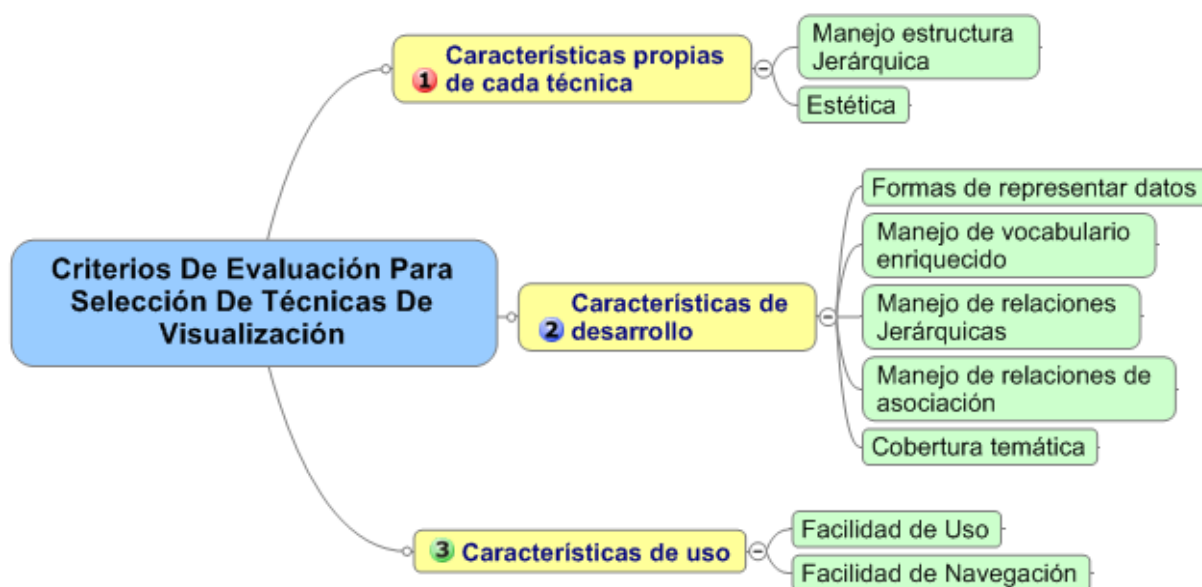 Criterios De Evaluación Para
Selección De Técnicas De
Visualización
1 Características propias
de cada técnica
Manejo estructura
Jerárquica
Estética
2 Características de
desarrollo
Formas de representar datos
Manejo de vocabulario
enriquecido
Manejo de relaciones
Jerárquicas
Manejo de relaciones de
asociación
Cobertura temática
3 Características de uso
Facilidad de Uso
Facilidad de Navegación